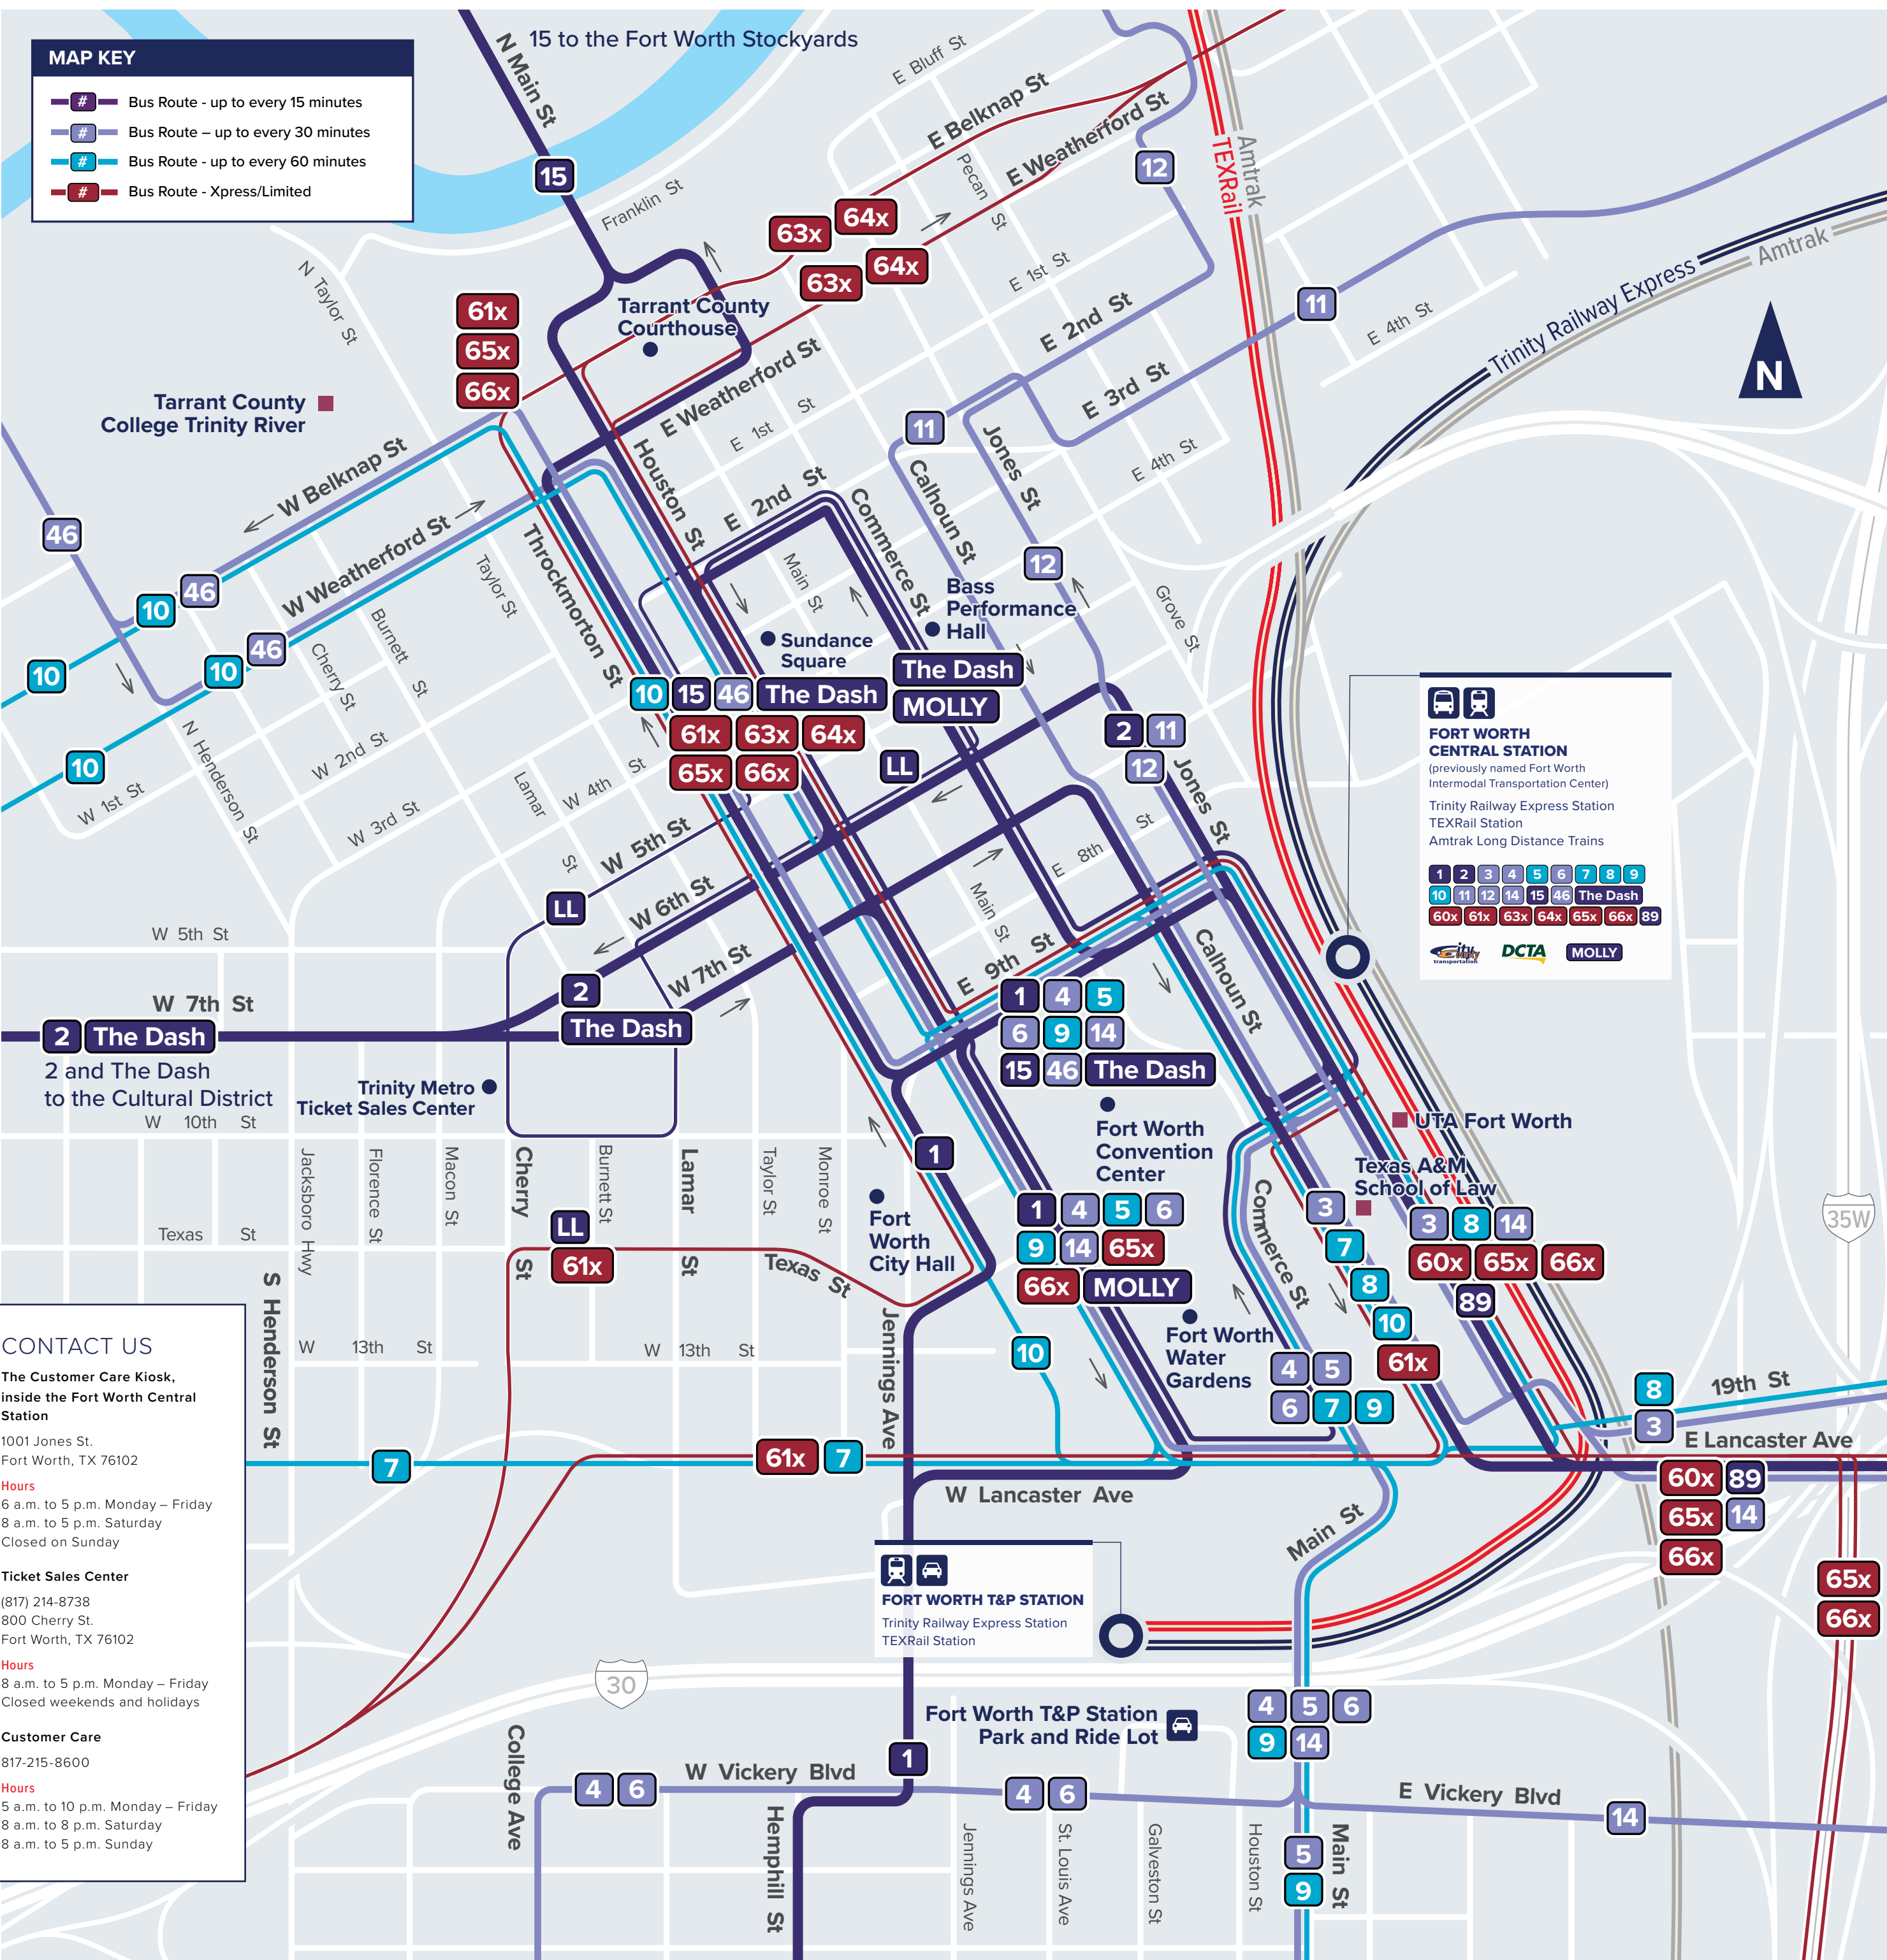 MAP KEY
# Bus Route - up to every 15 minutes
# Bus Route – up to every 30 minutes
# Bus Route - up to every 60 minutes
# Bus Route - Xpress/Limited
15 to the Fort Worth Stockyards
N Main St
15
Franklin St
E Bluff St
E Belknap St
E Weatherford St
Pecan St
12
TEXRail
Amtrak
63x
64x
63x
64x
E 1st St
E 2nd St
E 3rd St
11
E 4th St
Trinity Railway Express
Amtrak
N
N Taylor St
61x
65x
66x
Tarrant County
Courthouse
Tarrant County
College Trinity River
W Belknap St
W Weatherford St
E Weatherford St
E 1st St
E 2nd St
Houston St
Commerce St
Calhoun St
Jones St
11
E 4th St
12
46
46
10
46
10
10
10
Throckmorton St
Taylor St
Burnett St
Cherry St
N Henderson St
W 1st St
W 2nd St
W 3rd St
W 4th St
Lamar St
Main St
Grove St
Bass
Performance
Hall
Sundance
Square
The Dash
MOLLY
10 15 46 The Dash
61x 63x 64x
65x 66x
LL
2 11
12
Jones St
FORT WORTH
CENTRAL STATION
(previously named Fort Worth
Intermodal Transportation Center)
Trinity Railway Express Station
TEXRail Station
Amtrak Long Distance Trains
1 2 3 4 5 6 7 8 9
10 11 12 14 15 46 The Dash
60x 61x 63x 64x 65x 66x 89
City
transportation
DCTA
MOLLY
W 5th St
W 6th St
W 7th St
LL
W 5th St
W 7th St
2
The Dash
2 The Dash
2 and The Dash
to the Cultural District
E 8th St
Main St
E 9th St
Calhoun St
1 4 5
6 9 14
15 46 The Dash
Trinity Metro
Ticket Sales Center
W 10th St
Fort Worth
Convention
Center
UTA Fort Worth
Texas A&M
School of Law
Jacksboro Hwy
Florence St
Macon St
Cherry St
Burnett St
Lamar St
Taylor St
Monroe St
1
Fort
Worth
City Hall
1 4 5 6
9 14 65x
66x MOLLY
Commerce St
3
7
8
10
61x
3 8 14
60x 65x 66x
89
35W
Texas St
LL
61x
Texas St
S Henderson St
W 13th St
W 13th St
Jennings Ave
10
Fort Worth
Water
Gardens
4 5
6 7 9
8
3
19th St
E Lancaster Ave
60x 89
65x 14
66x
65x
66x
7
61x 7
W Lancaster Ave
Main St
CONTACT US
The Customer Care Kiosk,
inside the Fort Worth Central
Station
1001 Jones St.
Fort Worth, TX 76102
Hours
6 a.m. to 5 p.m. Monday – Friday
8 a.m. to 5 p.m. Saturday
Closed on Sunday
Ticket Sales Center
(817) 214-8738
800 Cherry St.
Fort Worth, TX 76102
Hours
8 a.m. to 5 p.m. Monday – Friday
Closed weekends and holidays
Customer Care
817-215-8600
Hours
5 a.m. to 10 p.m. Monday – Friday
8 a.m. to 8 p.m. Saturday
8 a.m. to 5 p.m. Sunday
FORT WORTH T&P STATION
Trinity Railway Express Station
TEXRail Station
30
Fort Worth T&P Station
Park and Ride Lot
4 5 6
9 14
1
College Ave
4 6
W Vickery Blvd
4 6
E Vickery Blvd
14
Hemphill St
Jennings Ave
St. Louis Ave
Galveston St
Houston St
5
9
Main St